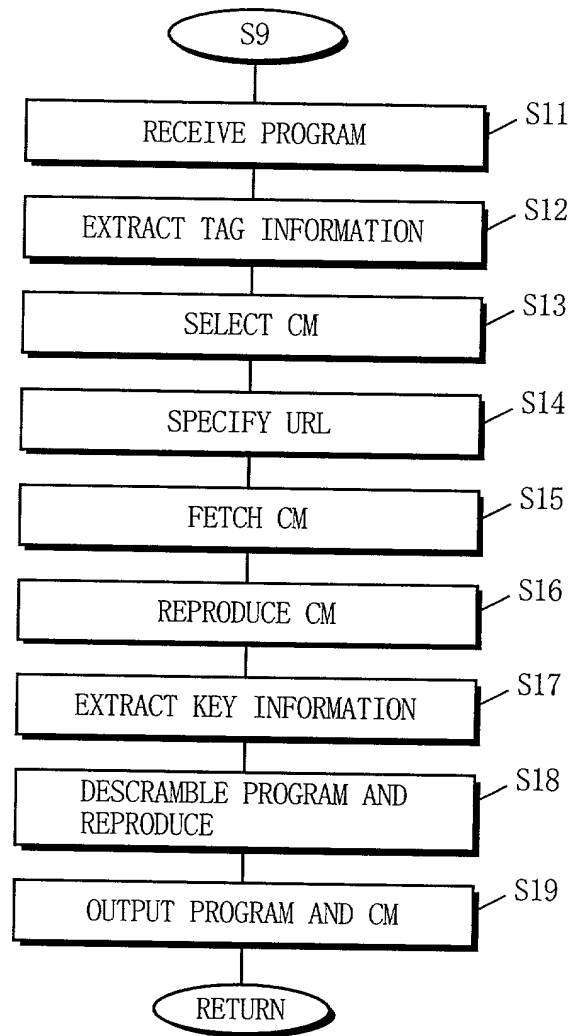 S9
RECEIVE PROGRAM
S11
EXTRACT TAG INFORMATION
S12
SELECT CM
S13
SPECIFY URL
S14
FETCH CM
S15
REPRODUCE CM
S16
EXTRACT KEY INFORMATION
S17
DESCRAMBLE PROGRAM AND
REPRODUCE
S18
OUTPUT PROGRAM AND CM
S19
RETURN